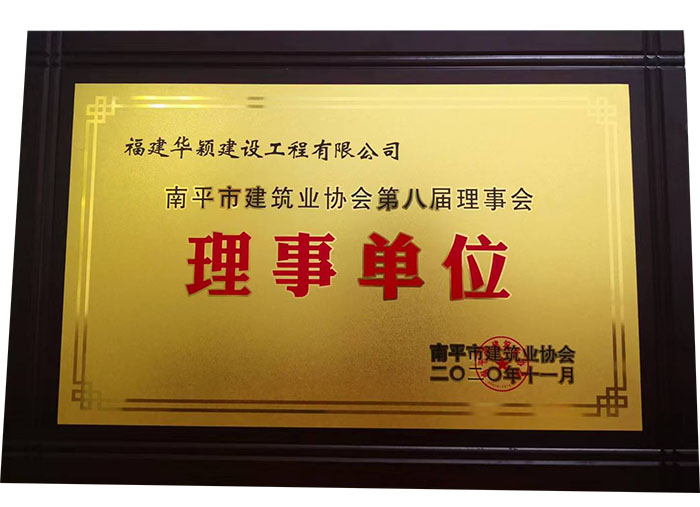 福建华颖建设工程有限公司
南平市建筑业协会第八届理事会
理事单位
南平市建筑业协会
二〇二〇年十一月